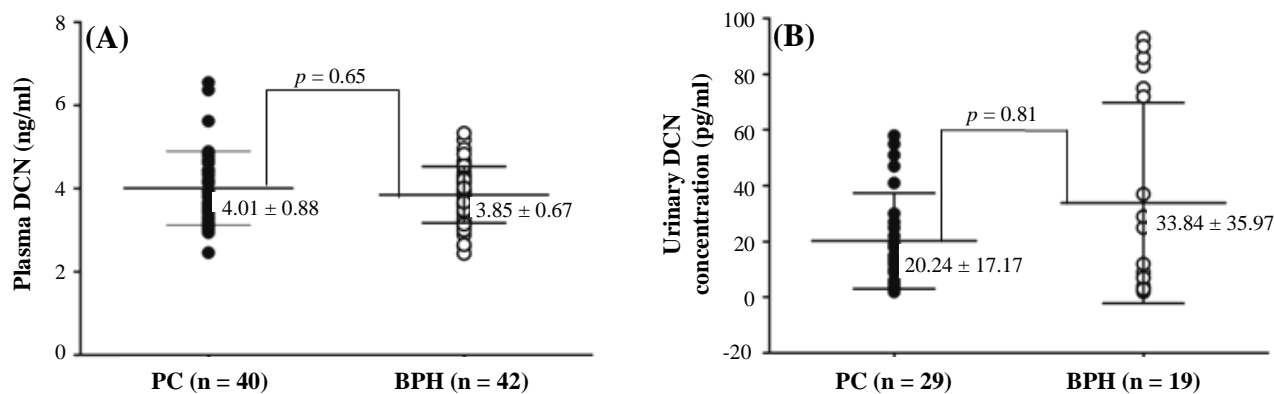 (A)
Plasma DCN (ng/ml)
8
6
4
2
0
p = 0.65
4.01 ± 0.88
3.85 ± 0.67
PC (n = 40)
BPH (n = 42)
(B)
Urinary DCN
concentration (pg/ml)
100
80
60
40
20
0
-20
p = 0.81
20.24 ± 17.17
33.84 ± 35.97
PC (n = 29)
BPH (n = 19)